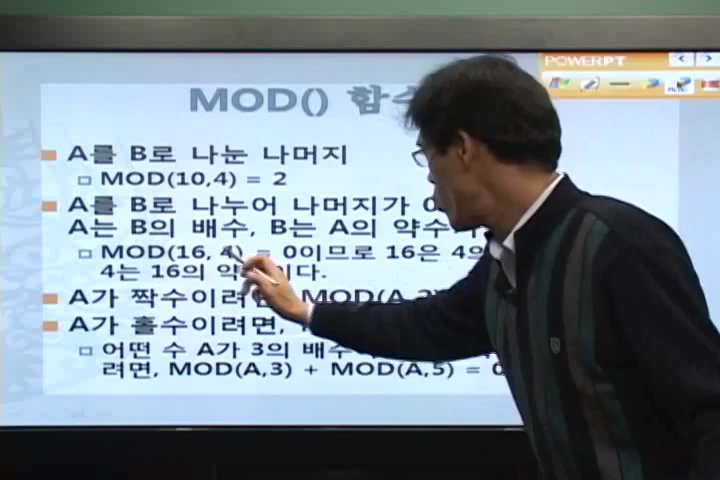 POWERPT
MOD() 함수
A를 B로 나눈 나머지
MOD(10,4) = 2
A를 B로 나누어 나머지가
A는 B의 배수, B는 A의 약수
MOD(16, 4) = 0이므로 16은 4의
4는 16의
A가 짝수이려면, MOD(A,2)
A가 홀수이려면,
어떤 수 A가 3의 배수
려면, MOD(A,3) + MOD(A,5) = 0